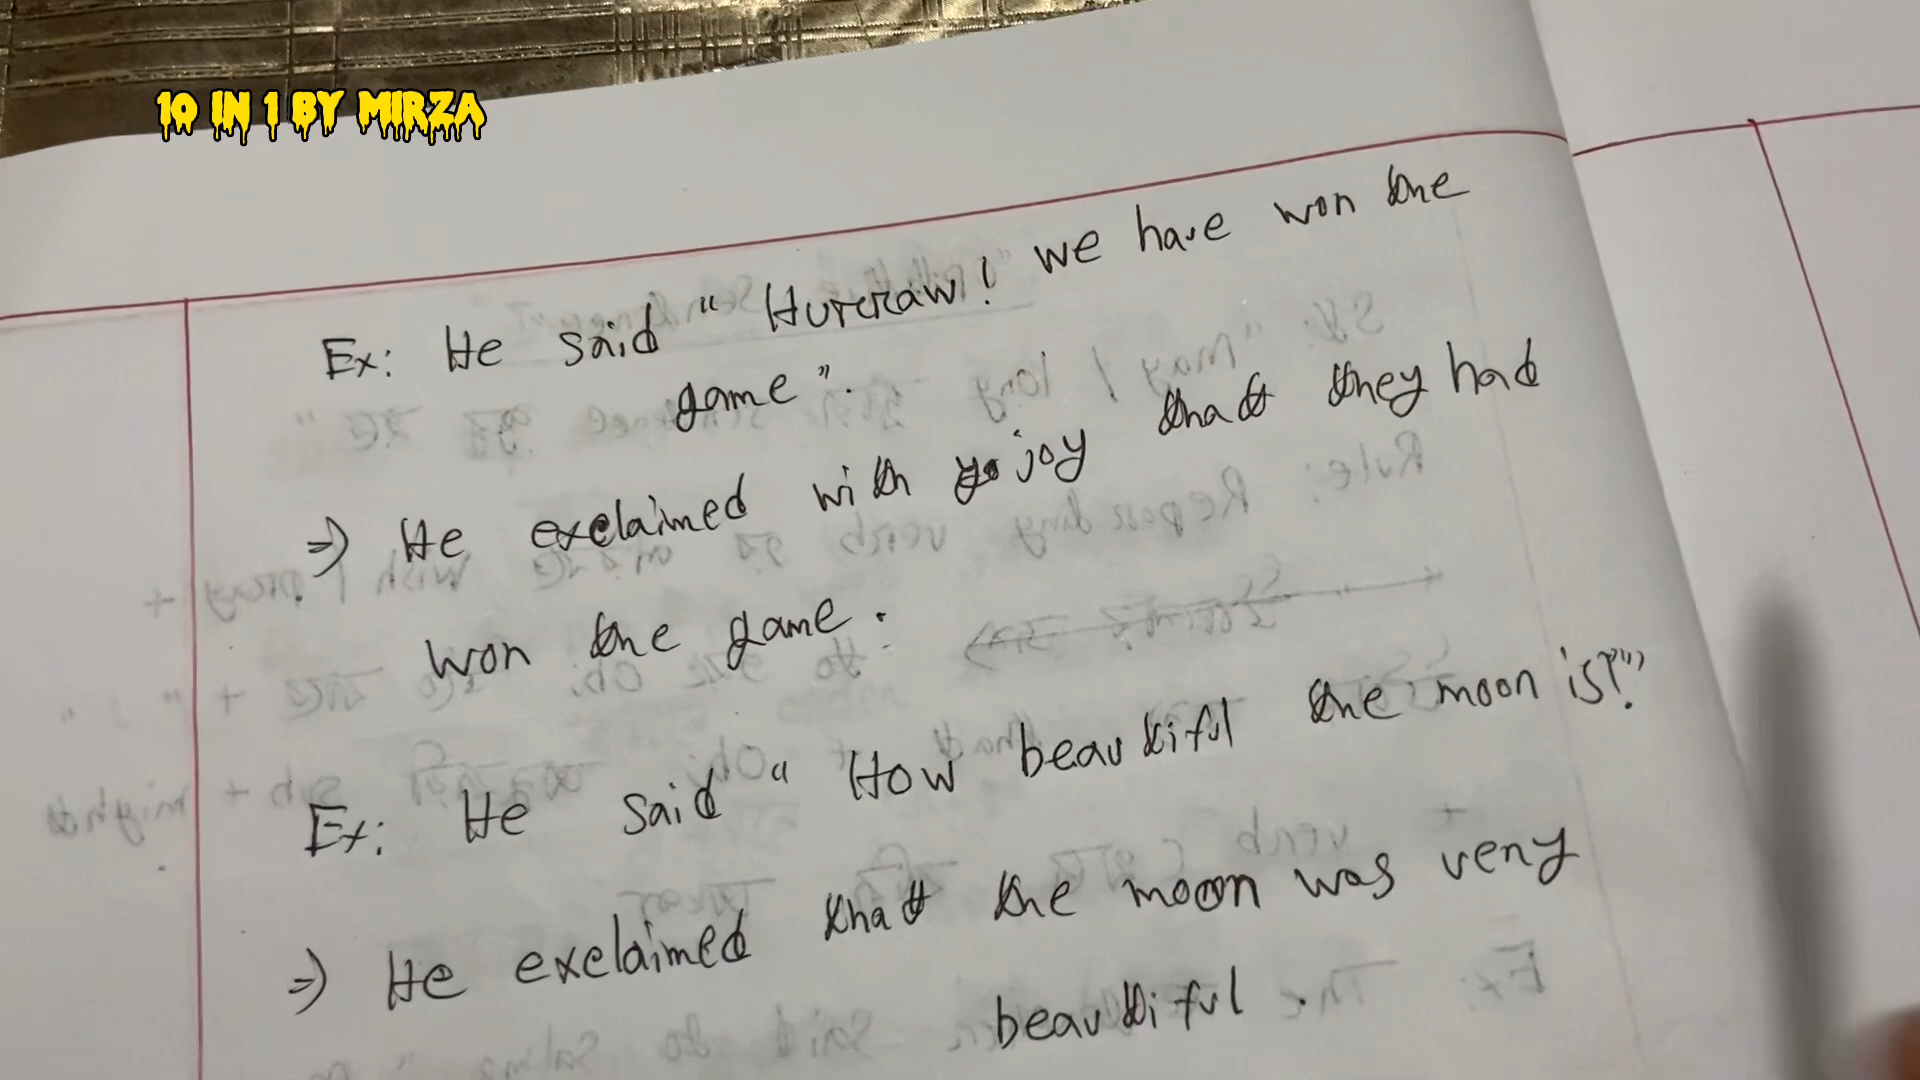 10 IN 1 BY MIRZA
Ex: He said “ Hurraw! we have won the
game”.
⇒ He exclaimed with joy that they had
won the game.
Ex: He said “ How beautiful the moon is!”
⇒ He exclaimed that the moon was very
beautiful.